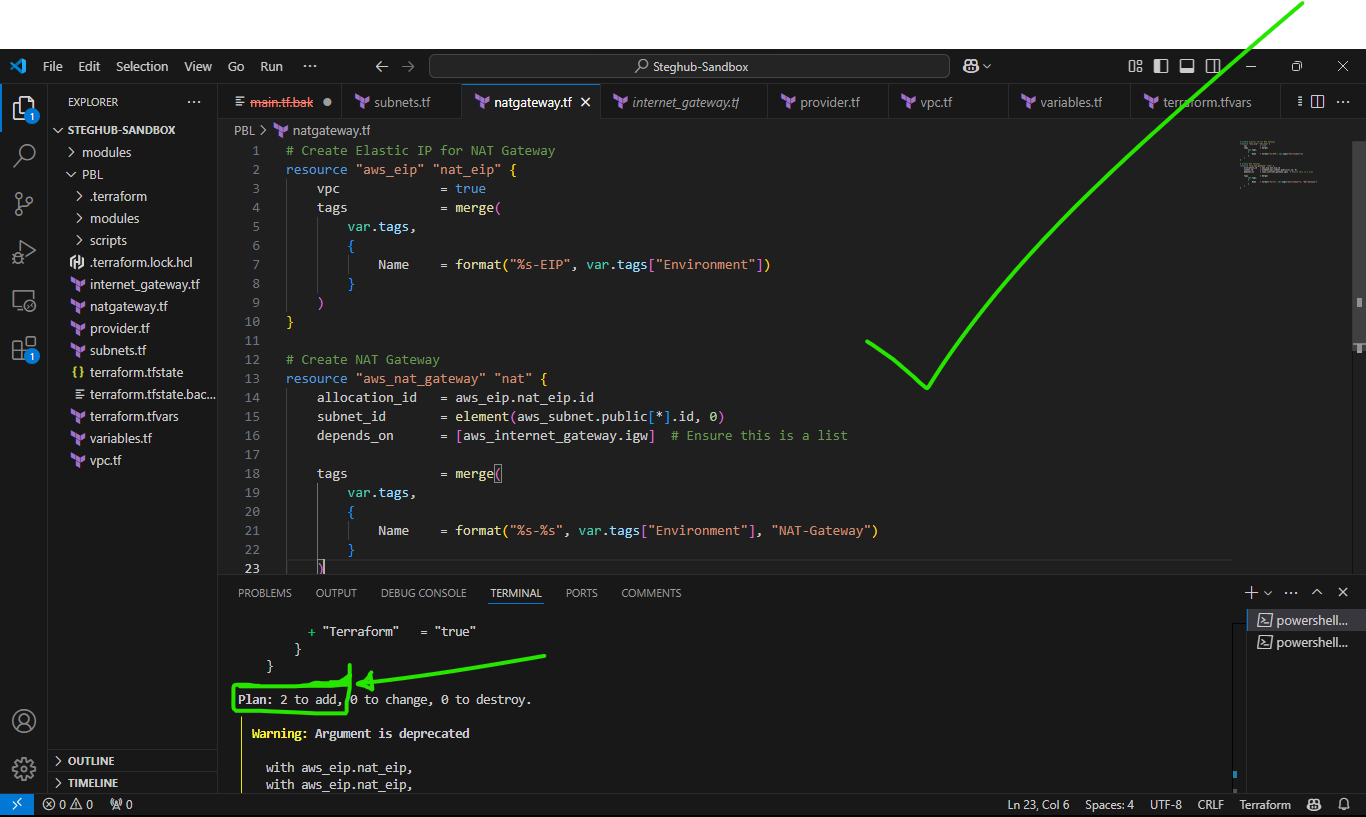 File Edit Selection View Go Run ··· Steghub-Sandbox
EXPLORER ···
main.tf.bak
subnets.tf
natgateway.tf
internet_gateway.tf
provider.tf
vpc.tf
variables.tf
terraform.tfvars
1
STEGHUB-SANDBOX
modules
PBL
.terraform
modules
scripts
.terraform.lock.hcl
internet_gateway.tf
natgateway.tf
provider.tf
subnets.tf
terraform.tfstate
terraform.tfstate.bac...
terraform.tfvars
variables.tf
vpc.tf
1
OUTLINE
TIMELINE
PBL > natgateway.tf
1 # Create Elastic IP for NAT Gateway
2 resource "aws_eip" "nat_eip" {
3 vpc = true
4 tags = merge(
5 var.tags,
6 {
7 Name = format("%s-EIP", var.tags["Environment"])
8 }
9 )
10 }
11
12 # Create NAT Gateway
13 resource "aws_nat_gateway" "nat" {
14 allocation_id = aws_eip.nat_eip.id
15 subnet_id = element(aws_subnet.public[*].id, 0)
16 depends_on = [aws_internet_gateway.igw] # Ensure this is a list
17
18 tags = merge(
19 var.tags,
20 {
21 Name = format("%s-%s", var.tags["Environment"], "NAT-Gateway")
22 }
23 )
PROBLEMS OUTPUT DEBUG CONSOLE TERMINAL PORTS COMMENTS
+ "Terraform" = "true"
}
}
Plan: 2 to add, 0 to change, 0 to destroy.
Warning: Argument is deprecated
with aws_eip.nat_eip,
with aws_eip.nat_eip,
powershell...
powershell...
0 0 0 Ln 23, Col 6 Spaces: 4 UTF-8 CRLF Terraform